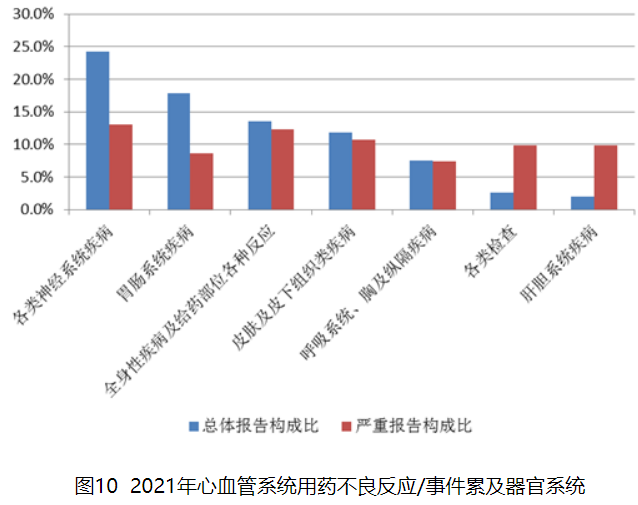 30.0%
25.0%
20.0%
15.0%
10.0%
5.0%
0.0%
各类神经系统疾病
胃肠系统疾病
全身性疾病及给药部位各种反应
皮肤及皮下组织类疾病
呼吸系统、胸及纵隔疾病
各类检查
肝胆系统疾病
总体报告构成比 严重报告构成比
图10 2021年心血管系统用药不良反应/事件累及器官系统